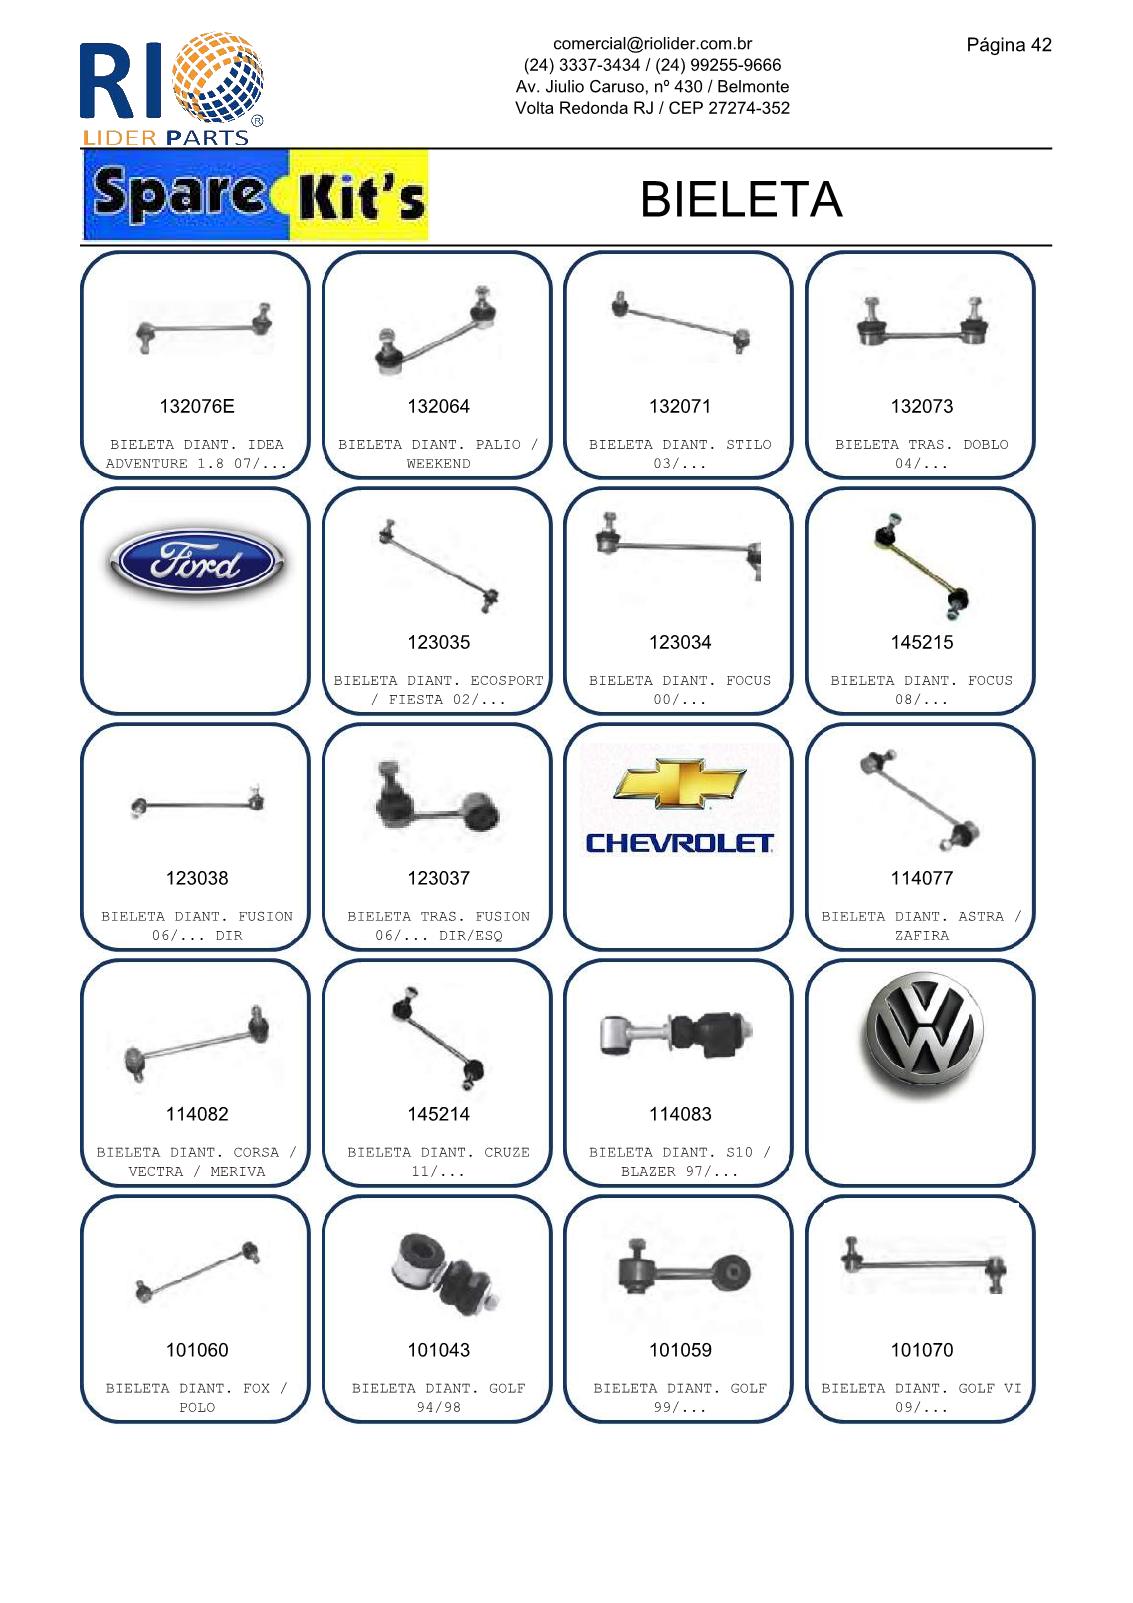 RIO
LIDER PARTS ®
comercial@riolider.com.br
(24) 3337-3434 / (24) 99255-9666
Av. Jiulio Caruso, nº 430 / Belmonte
Volta Redonda RJ / CEP 27274-352
Página 42
Spare Kit's
BIELETA
132076E
BIELETA DIANT. IDEA
ADVENTURE 1.8 07/...
132064
BIELETA DIANT. PALIO /
WEEKEND
132071
BIELETA DIANT. STILO
03/...
132073
BIELETA TRAS. DOBLO
04/...
Ford
123035
BIELETA DIANT. ECOSPORT
/ FIESTA 02/...
123034
BIELETA DIANT. FOCUS
00/...
145215
BIELETA DIANT. FOCUS
08/...
123038
BIELETA DIANT. FUSION
06/... DIR
123037
BIELETA TRAS. FUSION
06/... DIR/ESQ
CHEVROLET
114077
BIELETA DIANT. ASTRA /
ZAFIRA
114082
BIELETA DIANT. CORSA /
VECTRA / MERIVA
145214
BIELETA DIANT. CRUZE
11/...
114083
BIELETA DIANT. S10 /
BLAZER 97/...
VW
101060
BIELETA DIANT. FOX /
POLO
101043
BIELETA DIANT. GOLF
94/98
101059
BIELETA DIANT. GOLF
99/...
101070
BIELETA DIANT. GOLF VI
09/...